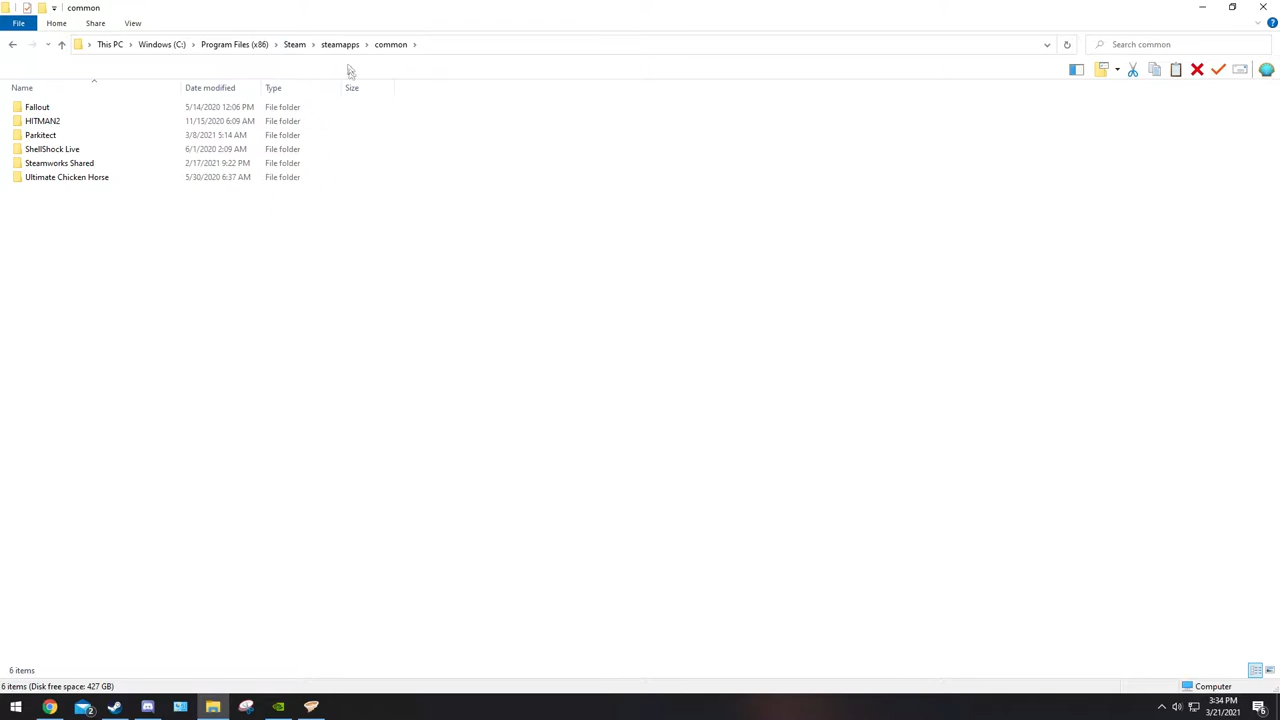 common
File Home Share View
This PC Windows (C:) Program Files (x86) Steam steamapps common Search common
Name Date modified Type Size
Fallout 5/14/2020 12:06 PM File folder
HITMAN2 11/15/2020 6:09 AM File folder
Parkitect 3/8/2021 5:14 AM File folder
ShellShock Live 6/1/2020 2:09 AM File folder
Steamworks Shared 2/17/2021 9:22 PM File folder
Ultimate Chicken Horse 5/30/2020 6:37 AM File folder
6 items
6 items (Disk free space: 427 GB) Computer
3:34 PM
3/21/2021
2
6